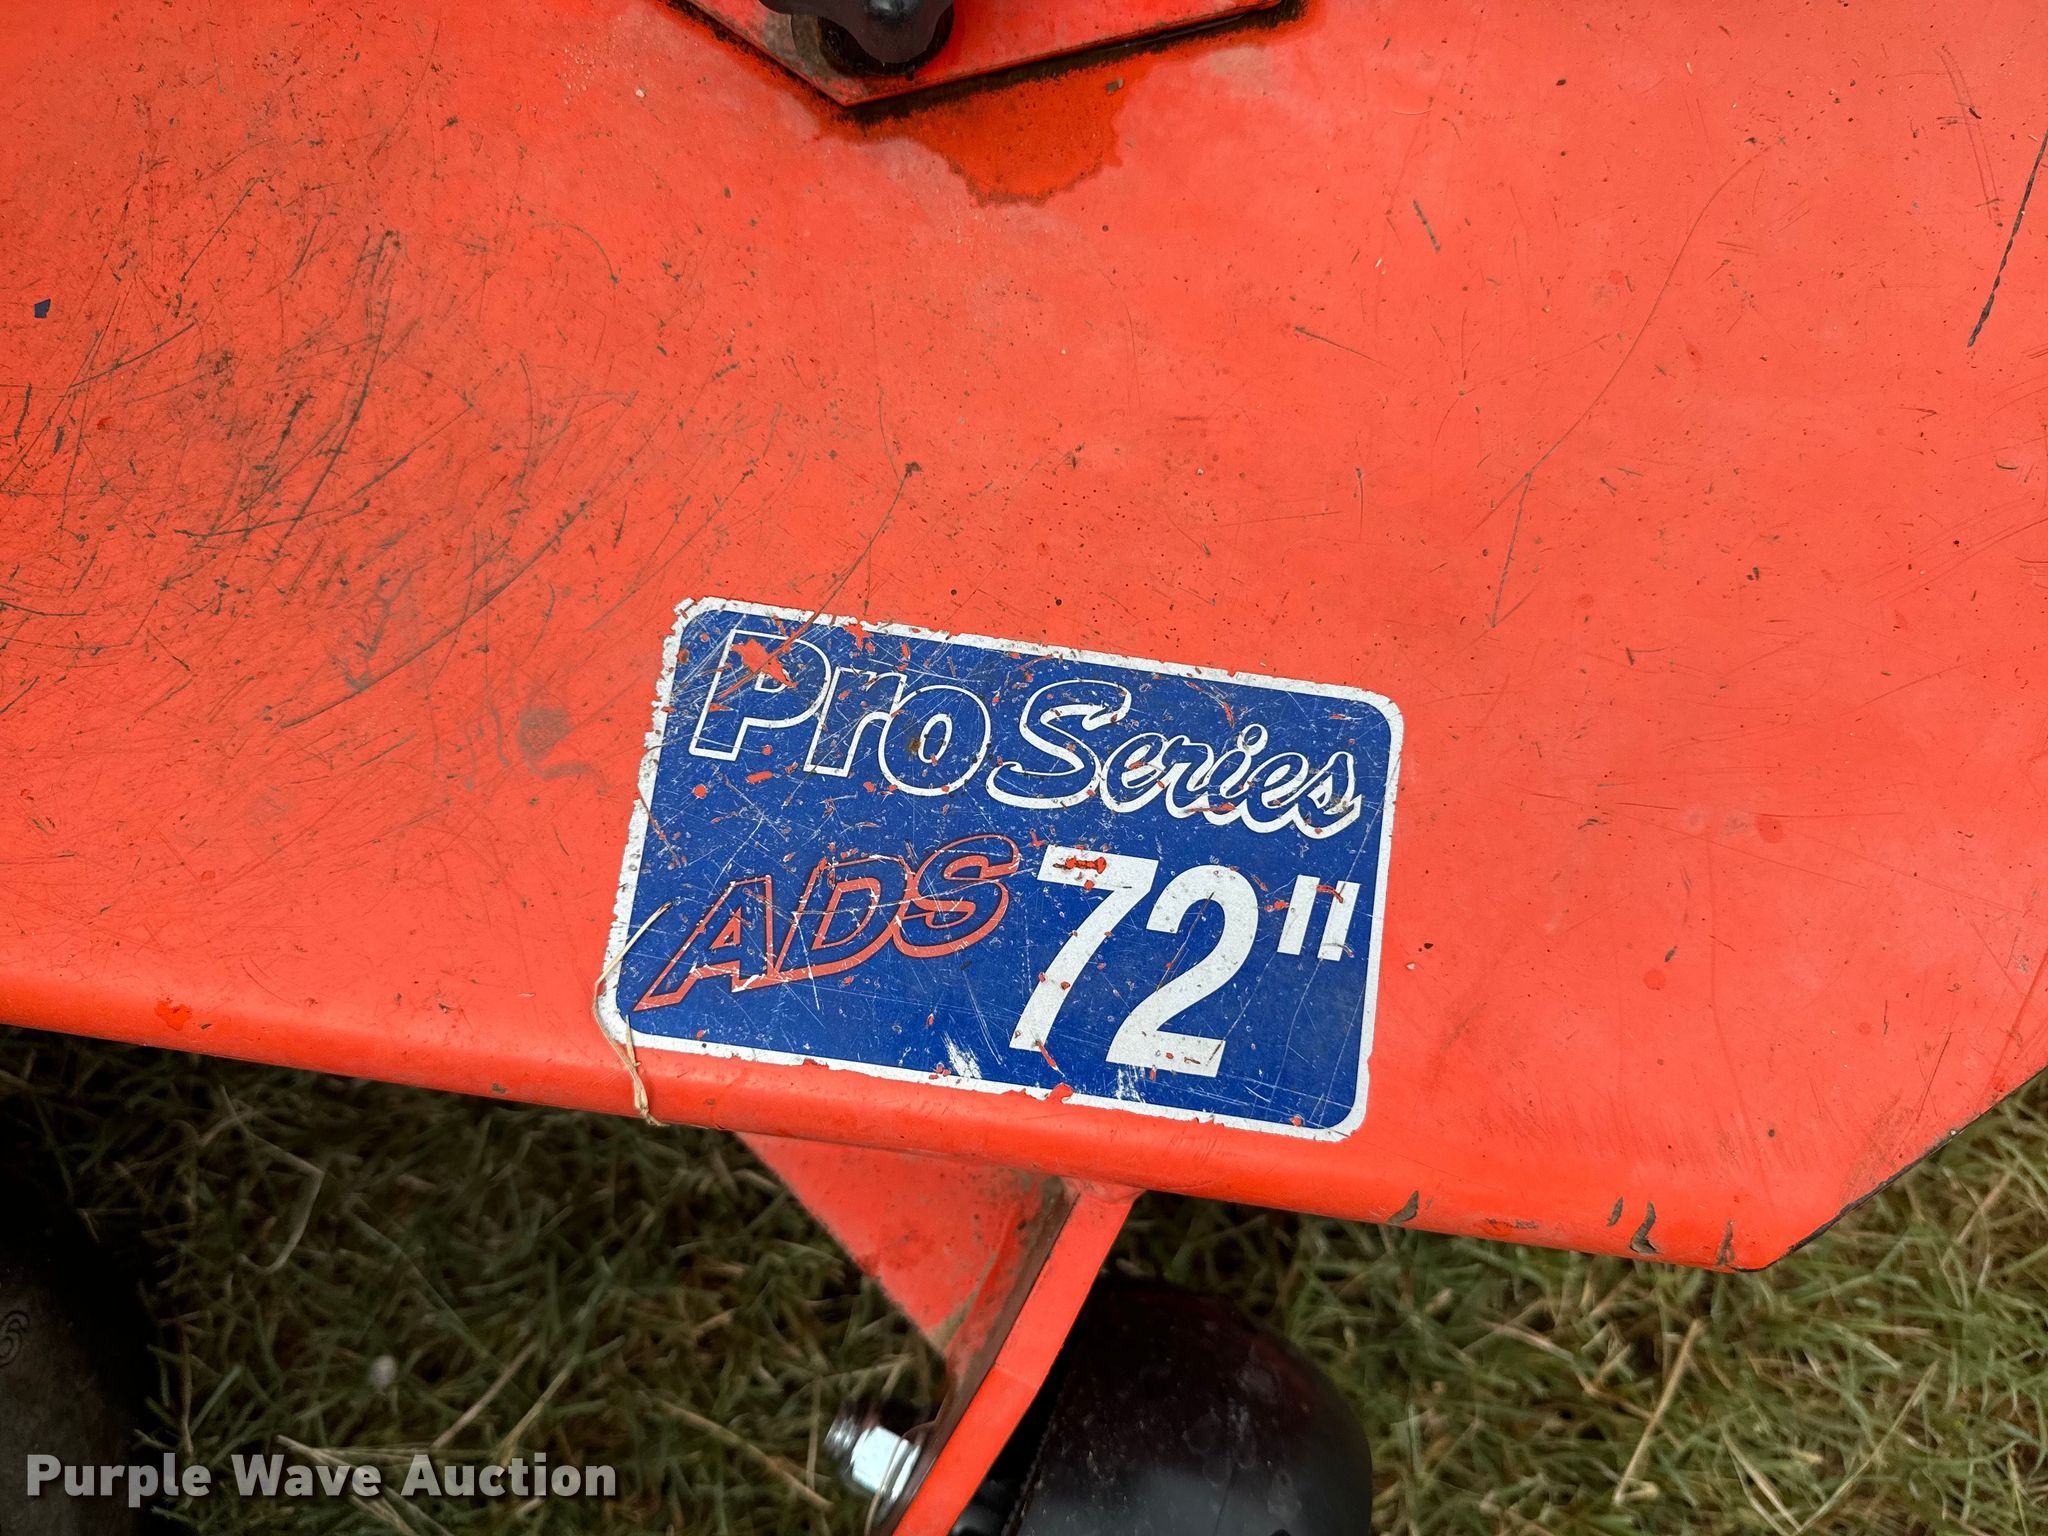 Pro Series
ADS 72"
Purple Wave Auction